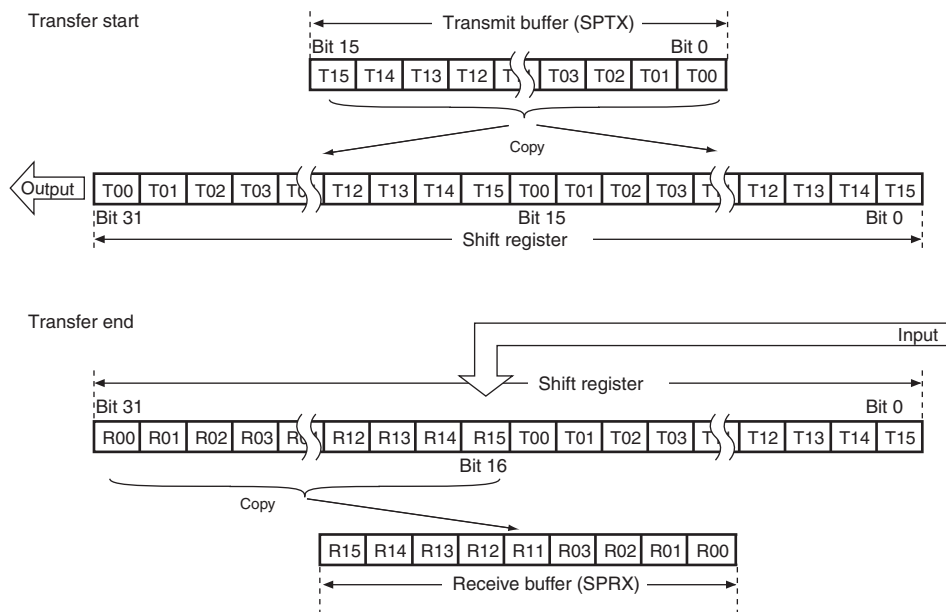 Transfer start
Transmit buffer (SPTX)
Bit 15 Bit 0
T15 T14 T13 T12 T03 T02 T01 T00
Copy
Output
T00 T01 T02 T03 T12 T13 T14 T15 T00 T01 T02 T03 T12 T13 T14 T15
Bit 31 Bit 15 Bit 0
Shift register
Transfer end
Input
Shift register
Bit 31 Bit 0
R00 R01 R02 R03 R12 R13 R14 R15 T00 T01 T02 T03 T12 T13 T14 T15
Bit 16
Copy
R15 R14 R13 R12 R11 R03 R02 R01 R00
Receive buffer (SPRX)